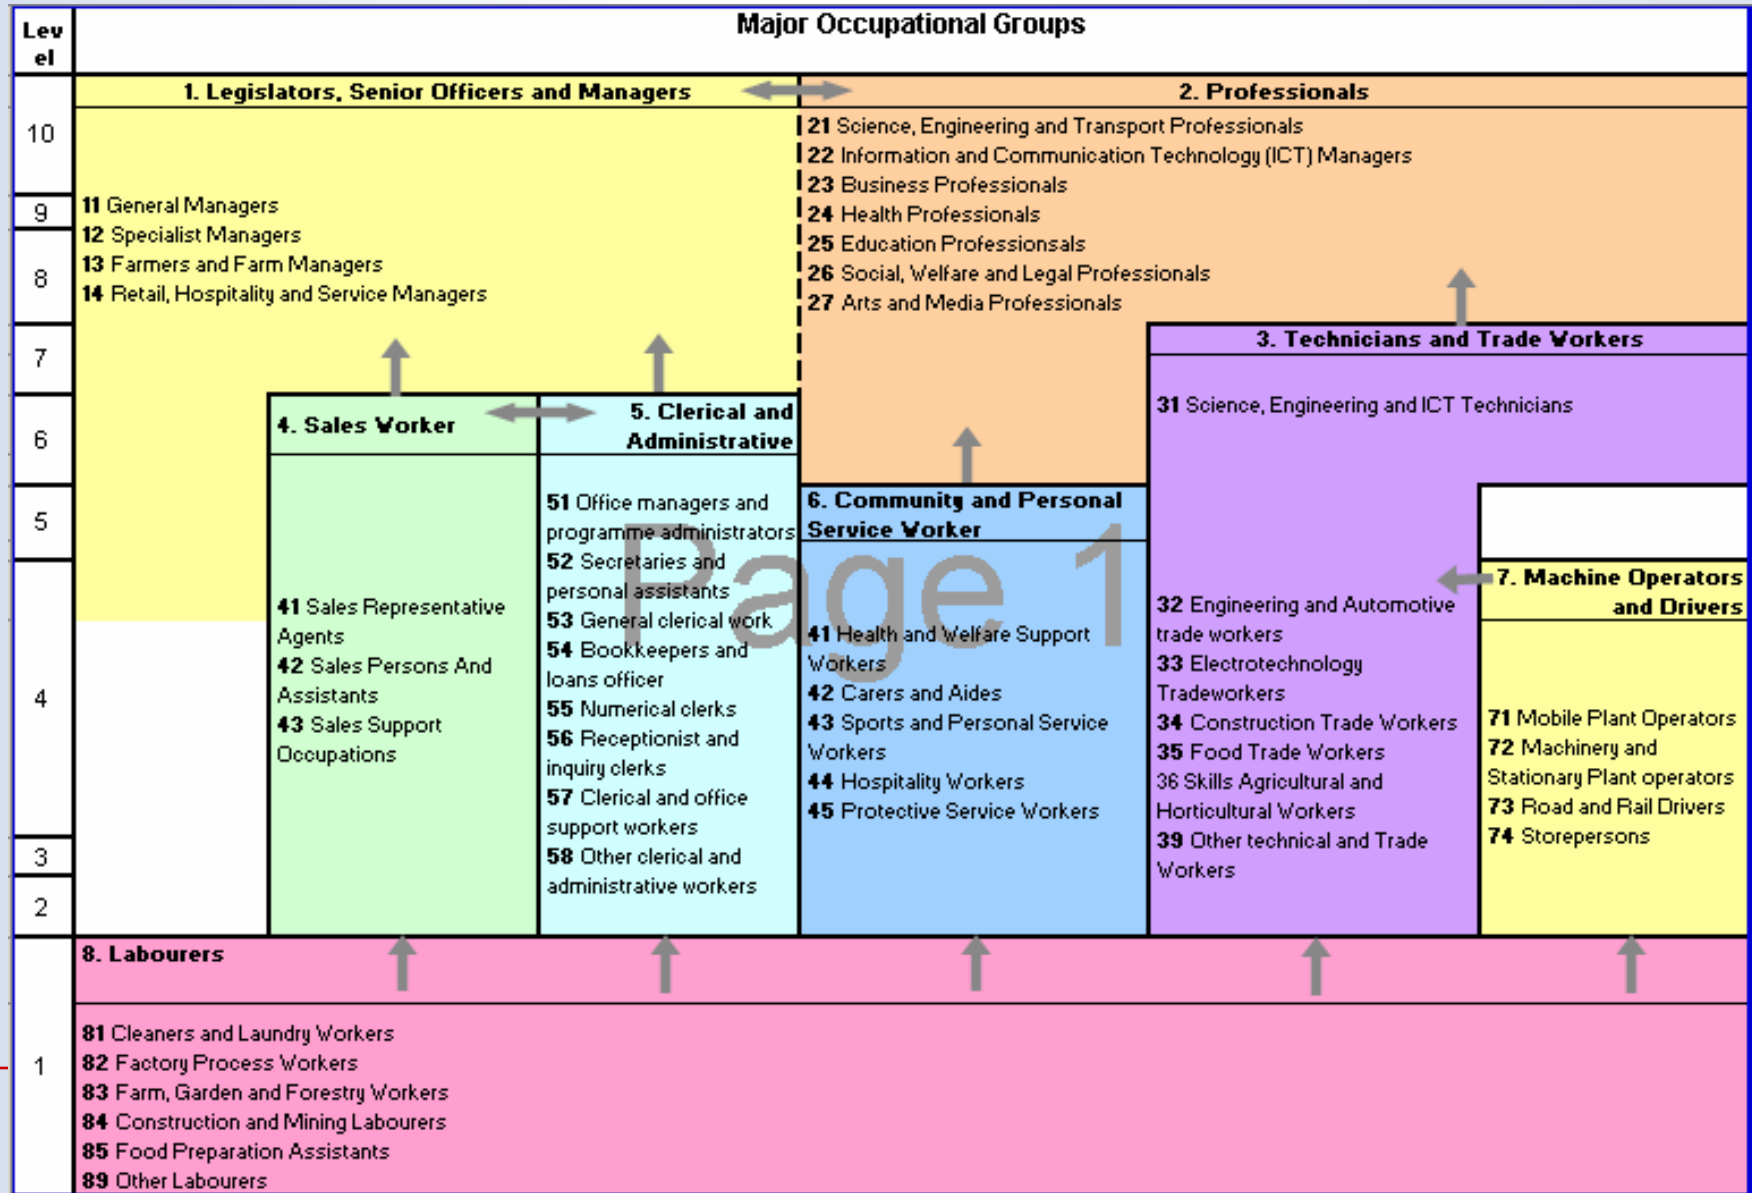 Lev
el
Major Occupational Groups
1. Legislators, Senior Officers and Managers
2. Professionals
10
21 Science, Engineering and Transport Professionals
22 Information and Communication Technology (ICT) Managers
23 Business Professionals
9
11 General Managers
24 Health Professionals
12 Specialist Managers
25 Education Professionsals
8
13 Farmers and Farm Managers
26 Social, Welfare and Legal Professionals
14 Retail, Hospitality and Service Managers
27 Arts and Media Professionals
7
3. Technicians and Trade Workers
31 Science, Engineering and ICT Technicians
6
4. Sales Worker
5. Clerical and
Administrative
5
4
3
2
41 Sales Representative
Agents
42 Sales Persons And
Assistants
43 Sales Support
Occupations
51 Office managers and
programme administrators
52 Secretaries and
personal assistants
53 General clerical work
54 Bookkeepers and
loans officer
55 Numerical clerks
56 Receptionist and
inquiry clerks
57 Clerical and office
support workers
58 Other clerical and
administrative workers
6. Community and Personal
Service Worker
Page 1
41 Health and Welfare Support
Workers
42 Carers and Aides
43 Sports and Personal Service
Workers
44 Hospitality Workers
45 Protective Service Workers
32 Engineering and Automotive
trade workers
33 Electrotechnology
Tradeworkers
34 Construction Trade Workers
35 Food Trade Workers
36 Skills Agricultural and
Horticultural Workers
39 Other technical and Trade
Workers
7. Machine Operators
and Drivers
71 Mobile Plant Operators
72 Machinery and
Stationary Plant operators
73 Road and Rail Drivers
74 Storepersons
8. Labourers
1
81 Cleaners and Laundry Workers
82 Factory Process Workers
83 Farm, Garden and Forestry Workers
84 Construction and Mining Labourers
85 Food Preparation Assistants
89 Other Labourers